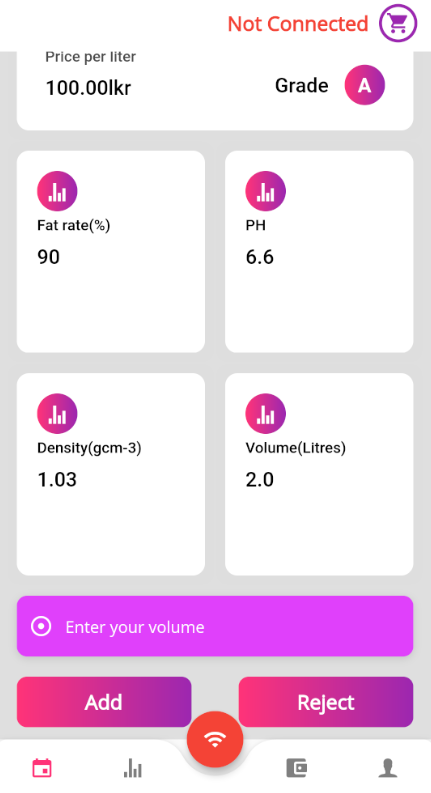 Not Connected
Price per liter
100.00lkr
Grade A
Fat rate(%)
90
PH
6.6
Density(gcm-3)
1.03
Volume(Litres)
2.0
Enter your volume
Add
Reject